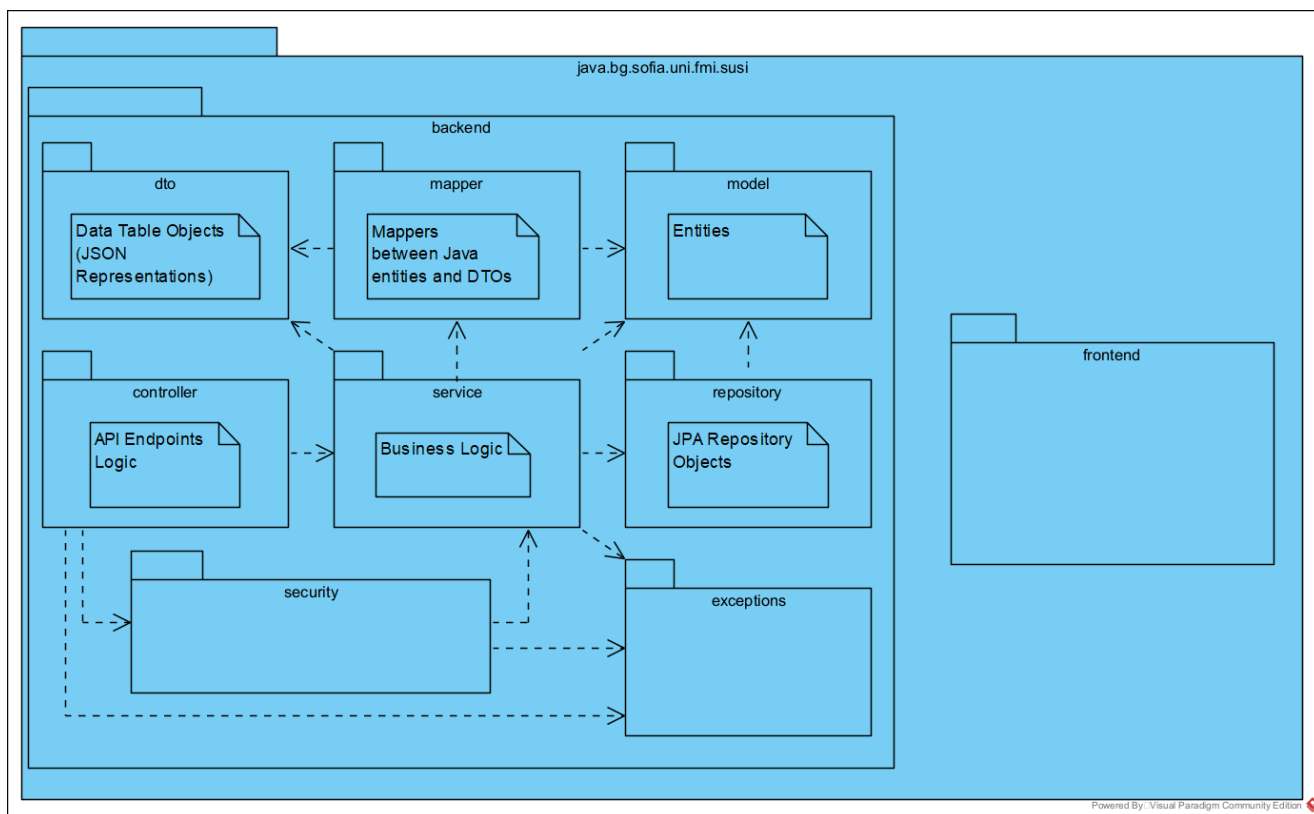 java.bg.sofia.uni.fmi.susi
backend
dto
Data Table Objects
(JSON
Representations)
mapper
Mappers
between Java
entities and DTOs
model
Entities
controller
API Endpoints
Logic
service
Business Logic
repository
JPA Repository
Objects
security
exceptions
frontend
Powered By Visual Paradigm Community Edition